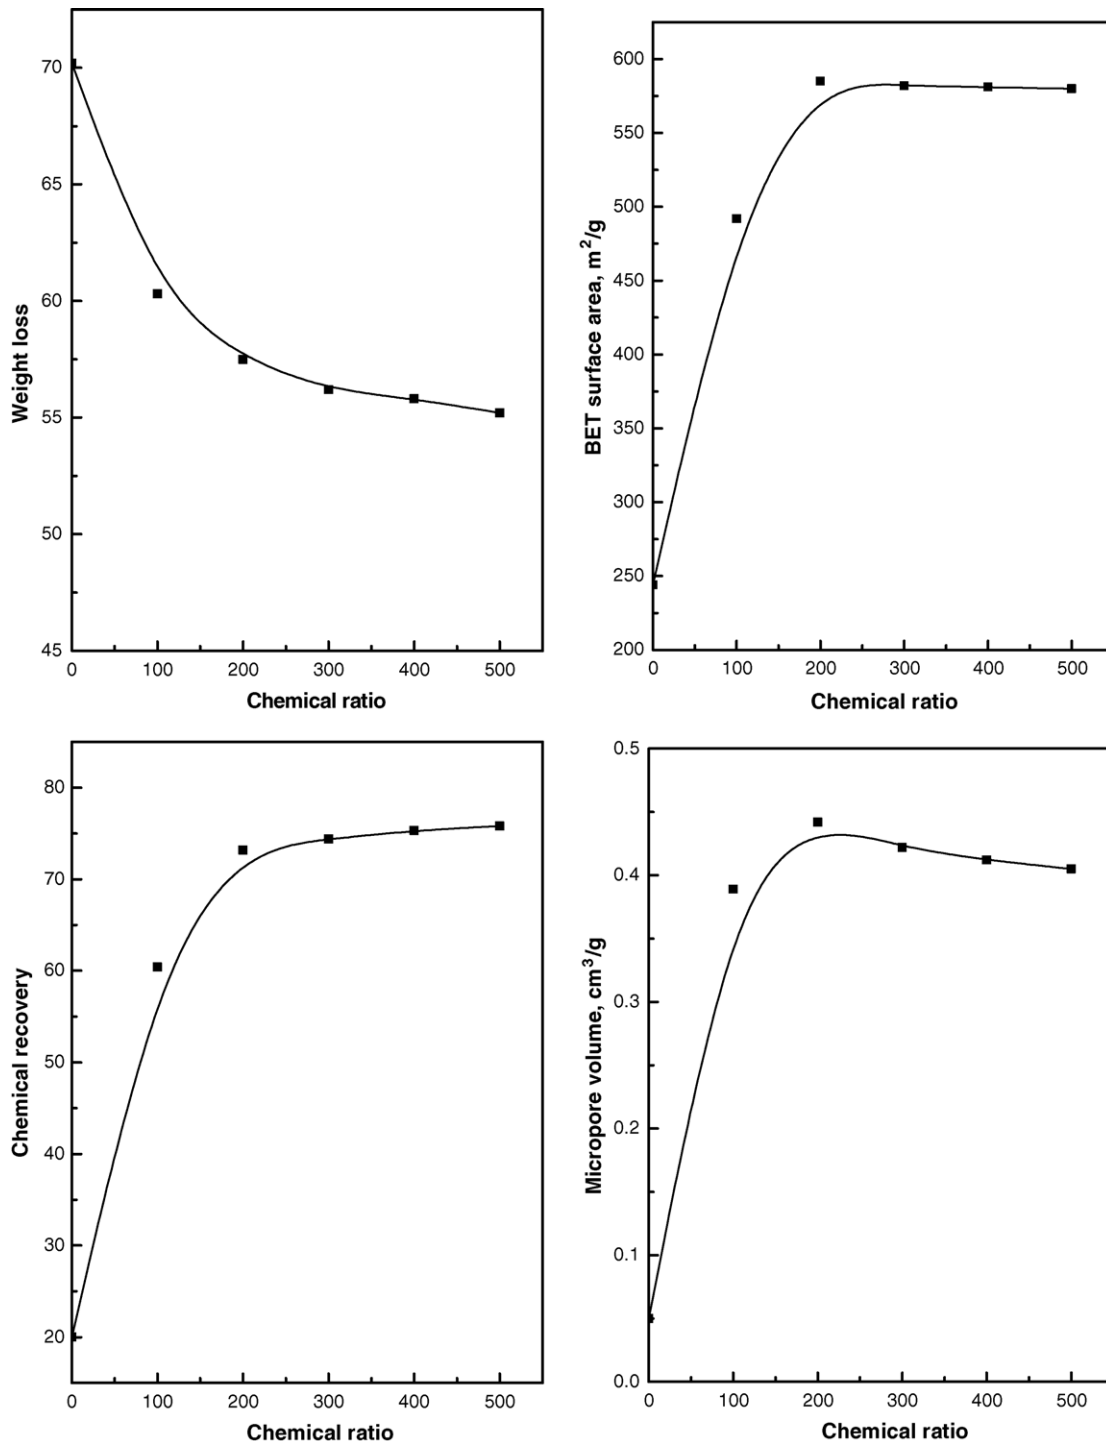 70
65
60
55
50
45
Weight loss
0 100 200 300 400 500
Chemical ratio
600
550
500
450
400
350
300
250
200
BET surface area, m²/g
0 100 200 300 400 500
Chemical ratio
80
70
60
50
40
30
20
Chemical recovery
0 100 200 300 400 500
Chemical ratio
0.5
0.4
0.3
0.2
0.1
0.0
Micropore volume, cm³/g
0 100 200 300 400 500
Chemical ratio